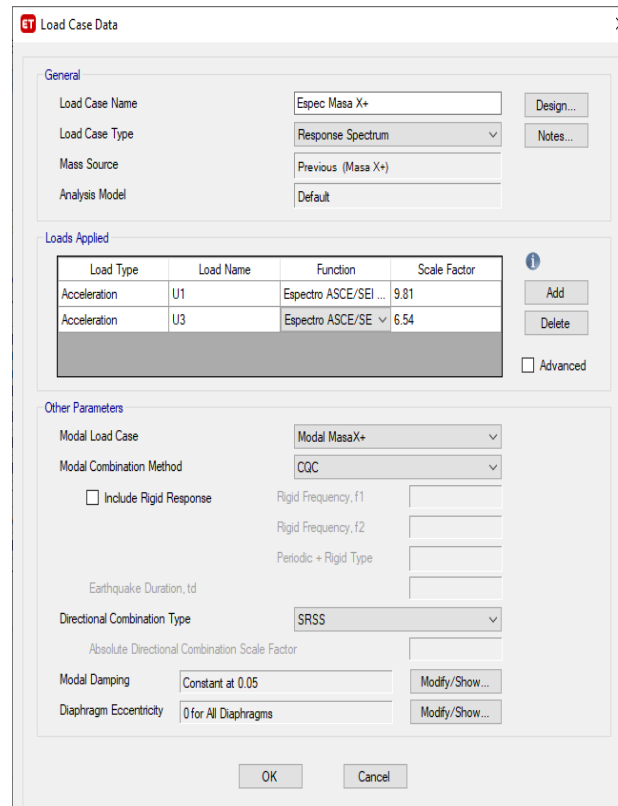 ET Load Case Data
General
Load Case Name Espec Masa X+ Design...
Load Case Type Response Spectrum Notes...
Mass Source Previous (Masa X+)
Analysis Model Default
Loads Applied
Load Type Load Name Function Scale Factor
Acceleration U1 Espectro ASCE/SEI ... 9.81 Add
Acceleration U3 Espectro ASCE/SE 6.54 Delete
Advanced
Other Parameters
Modal Load Case Modal MasaX+
Modal Combination Method CQC
Include Rigid Response Rigid Frequency, f1
Rigid Frequency, f2
Periodic + Rigid Type
Earthquake Duration, td
Directional Combination Type SRSS
Absolute Directional Combination Scale Factor
Modal Damping Constant at 0.05 Modify/Show...
Diaphragm Eccentricity 0 for All Diaphragms Modify/Show...
OK Cancel